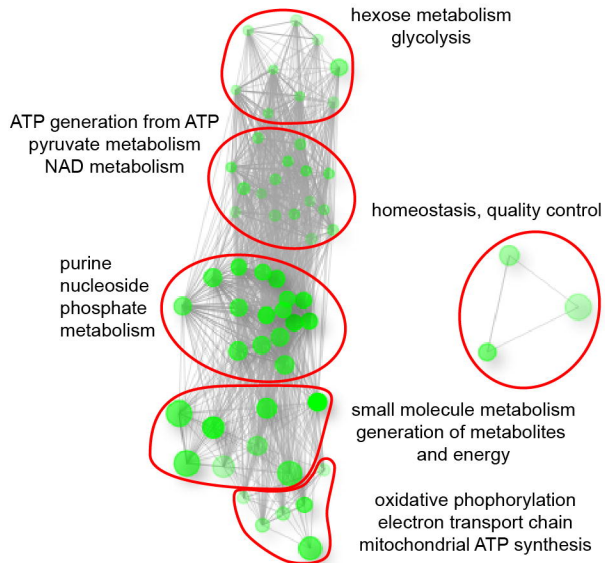 hexose metabolism
glycolysis
ATP generation from ATP
pyruvate metabolism
NAD metabolism
homeostasis, quality control
purine
nucleoside
phosphate
metabolism
small molecule metabolism
generation of metabolites
and energy
oxidative phophorylation
electron transport chain
mitochondrial ATP synthesis